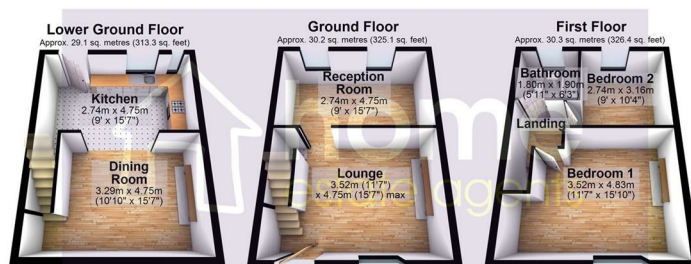 Lower Ground Floor
Approx. 29.1 sq. metres (313.3 sq. feet)
Kitchen
2.74m x 4.75m
(9' x 15'7")
Dining
Room
3.29m x 4.75m
(10'10" x 15'7")
Ground Floor
Approx. 30.2 sq. metres (325.1 sq. feet)
Reception
Room
2.74m x 4.75m
(9' x 15'7")
Lounge
3.52m (11'7")
x 4.75m (15'7") max
First Floor
Approx. 30.3 sq. metres (326.4 sq. feet)
Bathroom
1.80m x 1.90m
(5'11" x 6'3")
Bedroom 2
2.74m x 3.16m
(9' x 10'4")
Landing
Bedroom 1
3.52m x 4.83m
(11'7" x 15'10")
home
estate agents